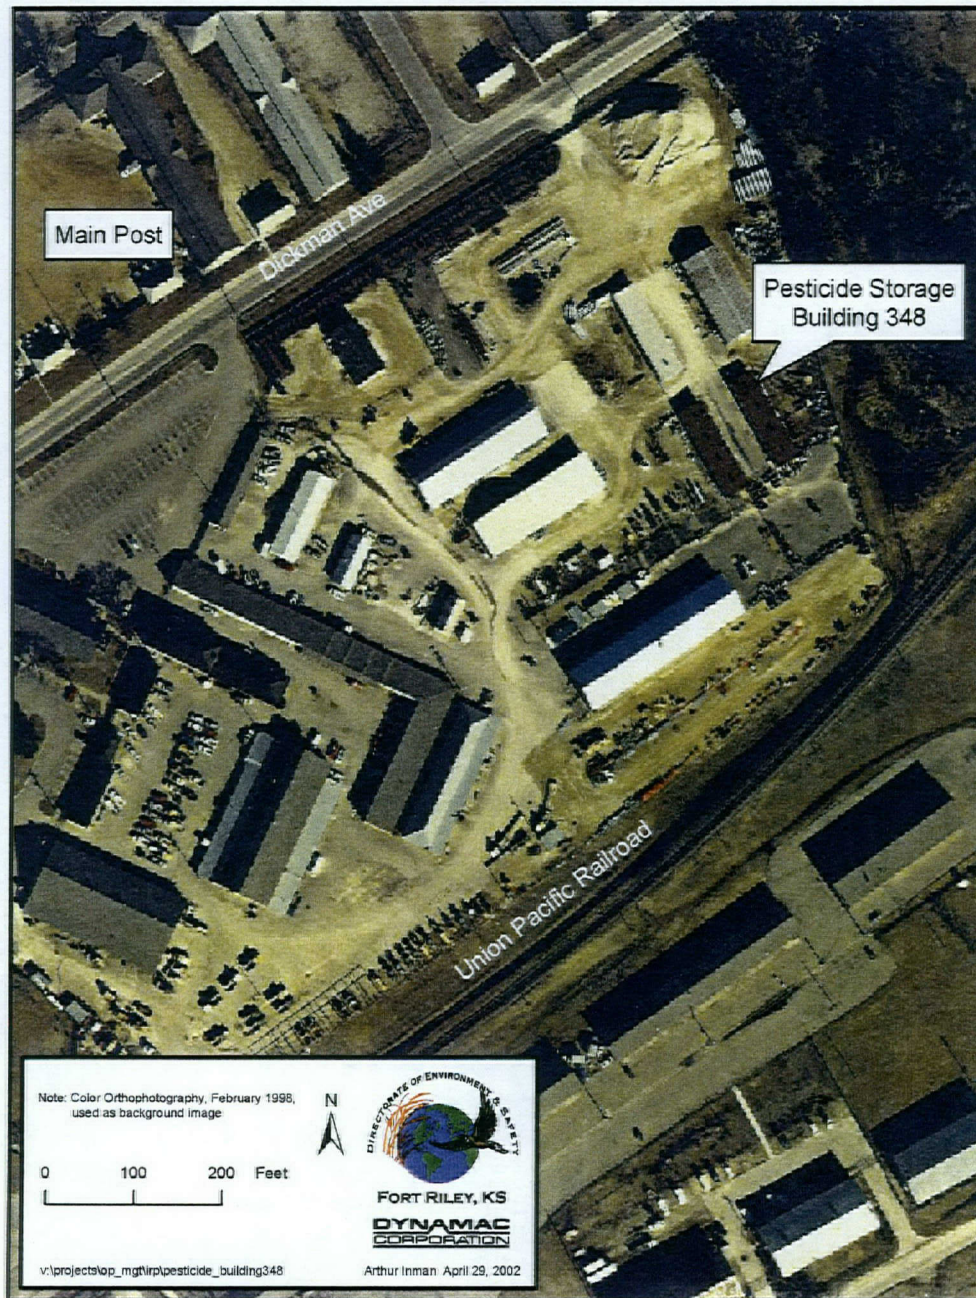 Main Post
Dickman Ave
Pesticide Storage
Building 348
Union Pacific Railroad
Note: Color Orthophotography, February 1998,
used as background image
N
0 100 200 Feet
DIRECTORATE OF ENVIRONMENT & SAFETY
FORT RILEY, KS
DYNAMAC
CORPORATION
v:\projects\op_mgt\irp\pesticide_building348
Arthur Inman April 29, 2002